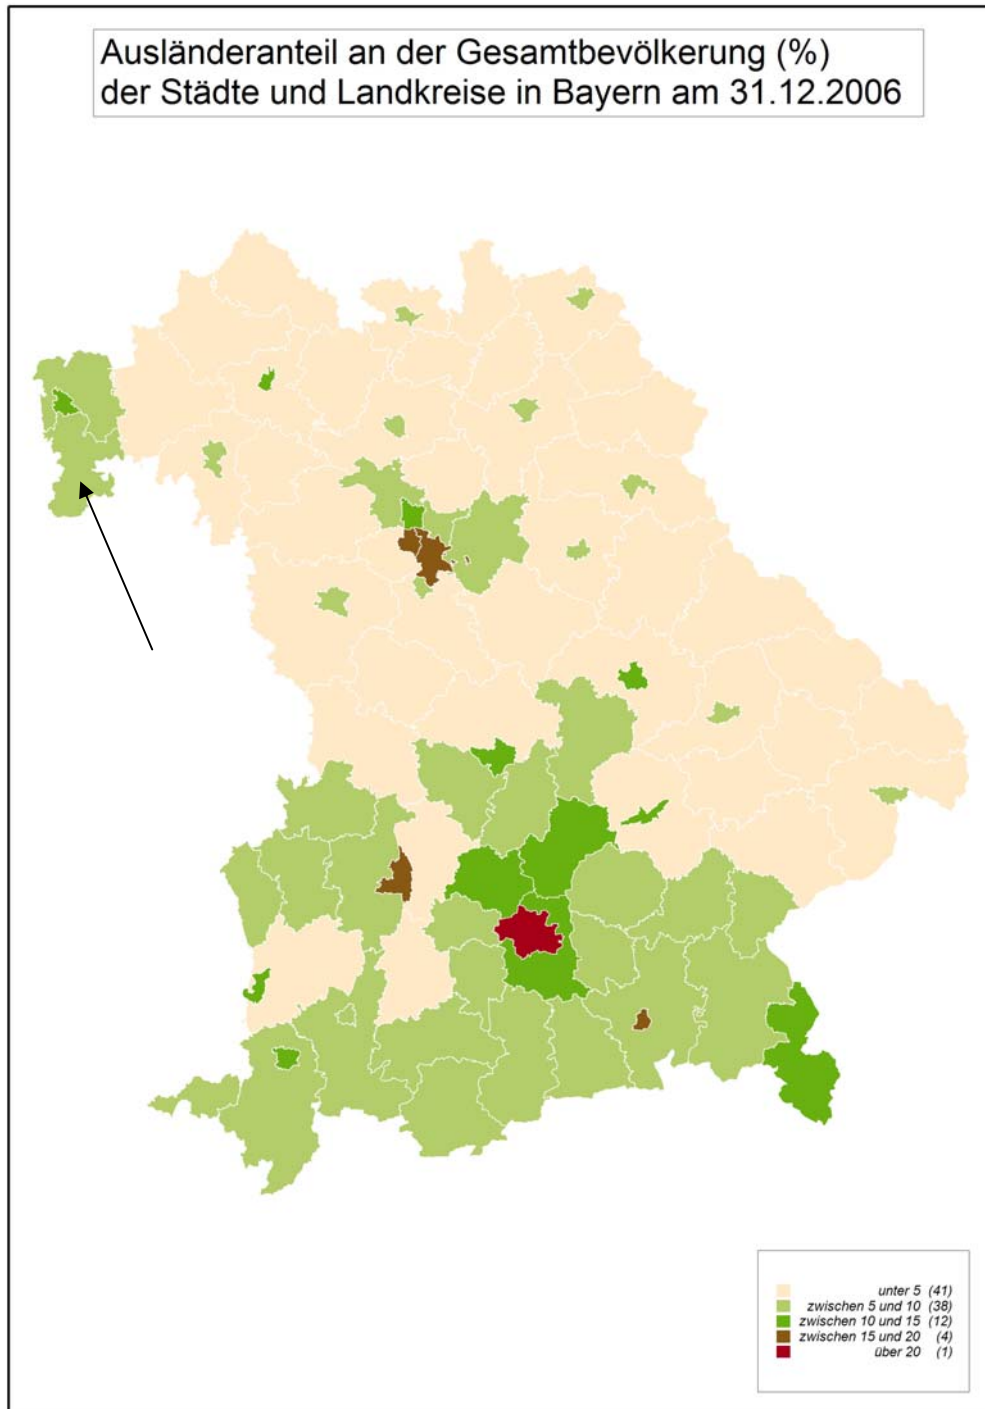 Ausländeranteil an der Gesamtbevölkerung (%)
der Städte und Landkreise in Bayern am 31.12.2006
unter 5 (41)
zwischen 5 und 10 (38)
zwischen 10 und 15 (12)
zwischen 15 und 20 (4)
über 20 (1)